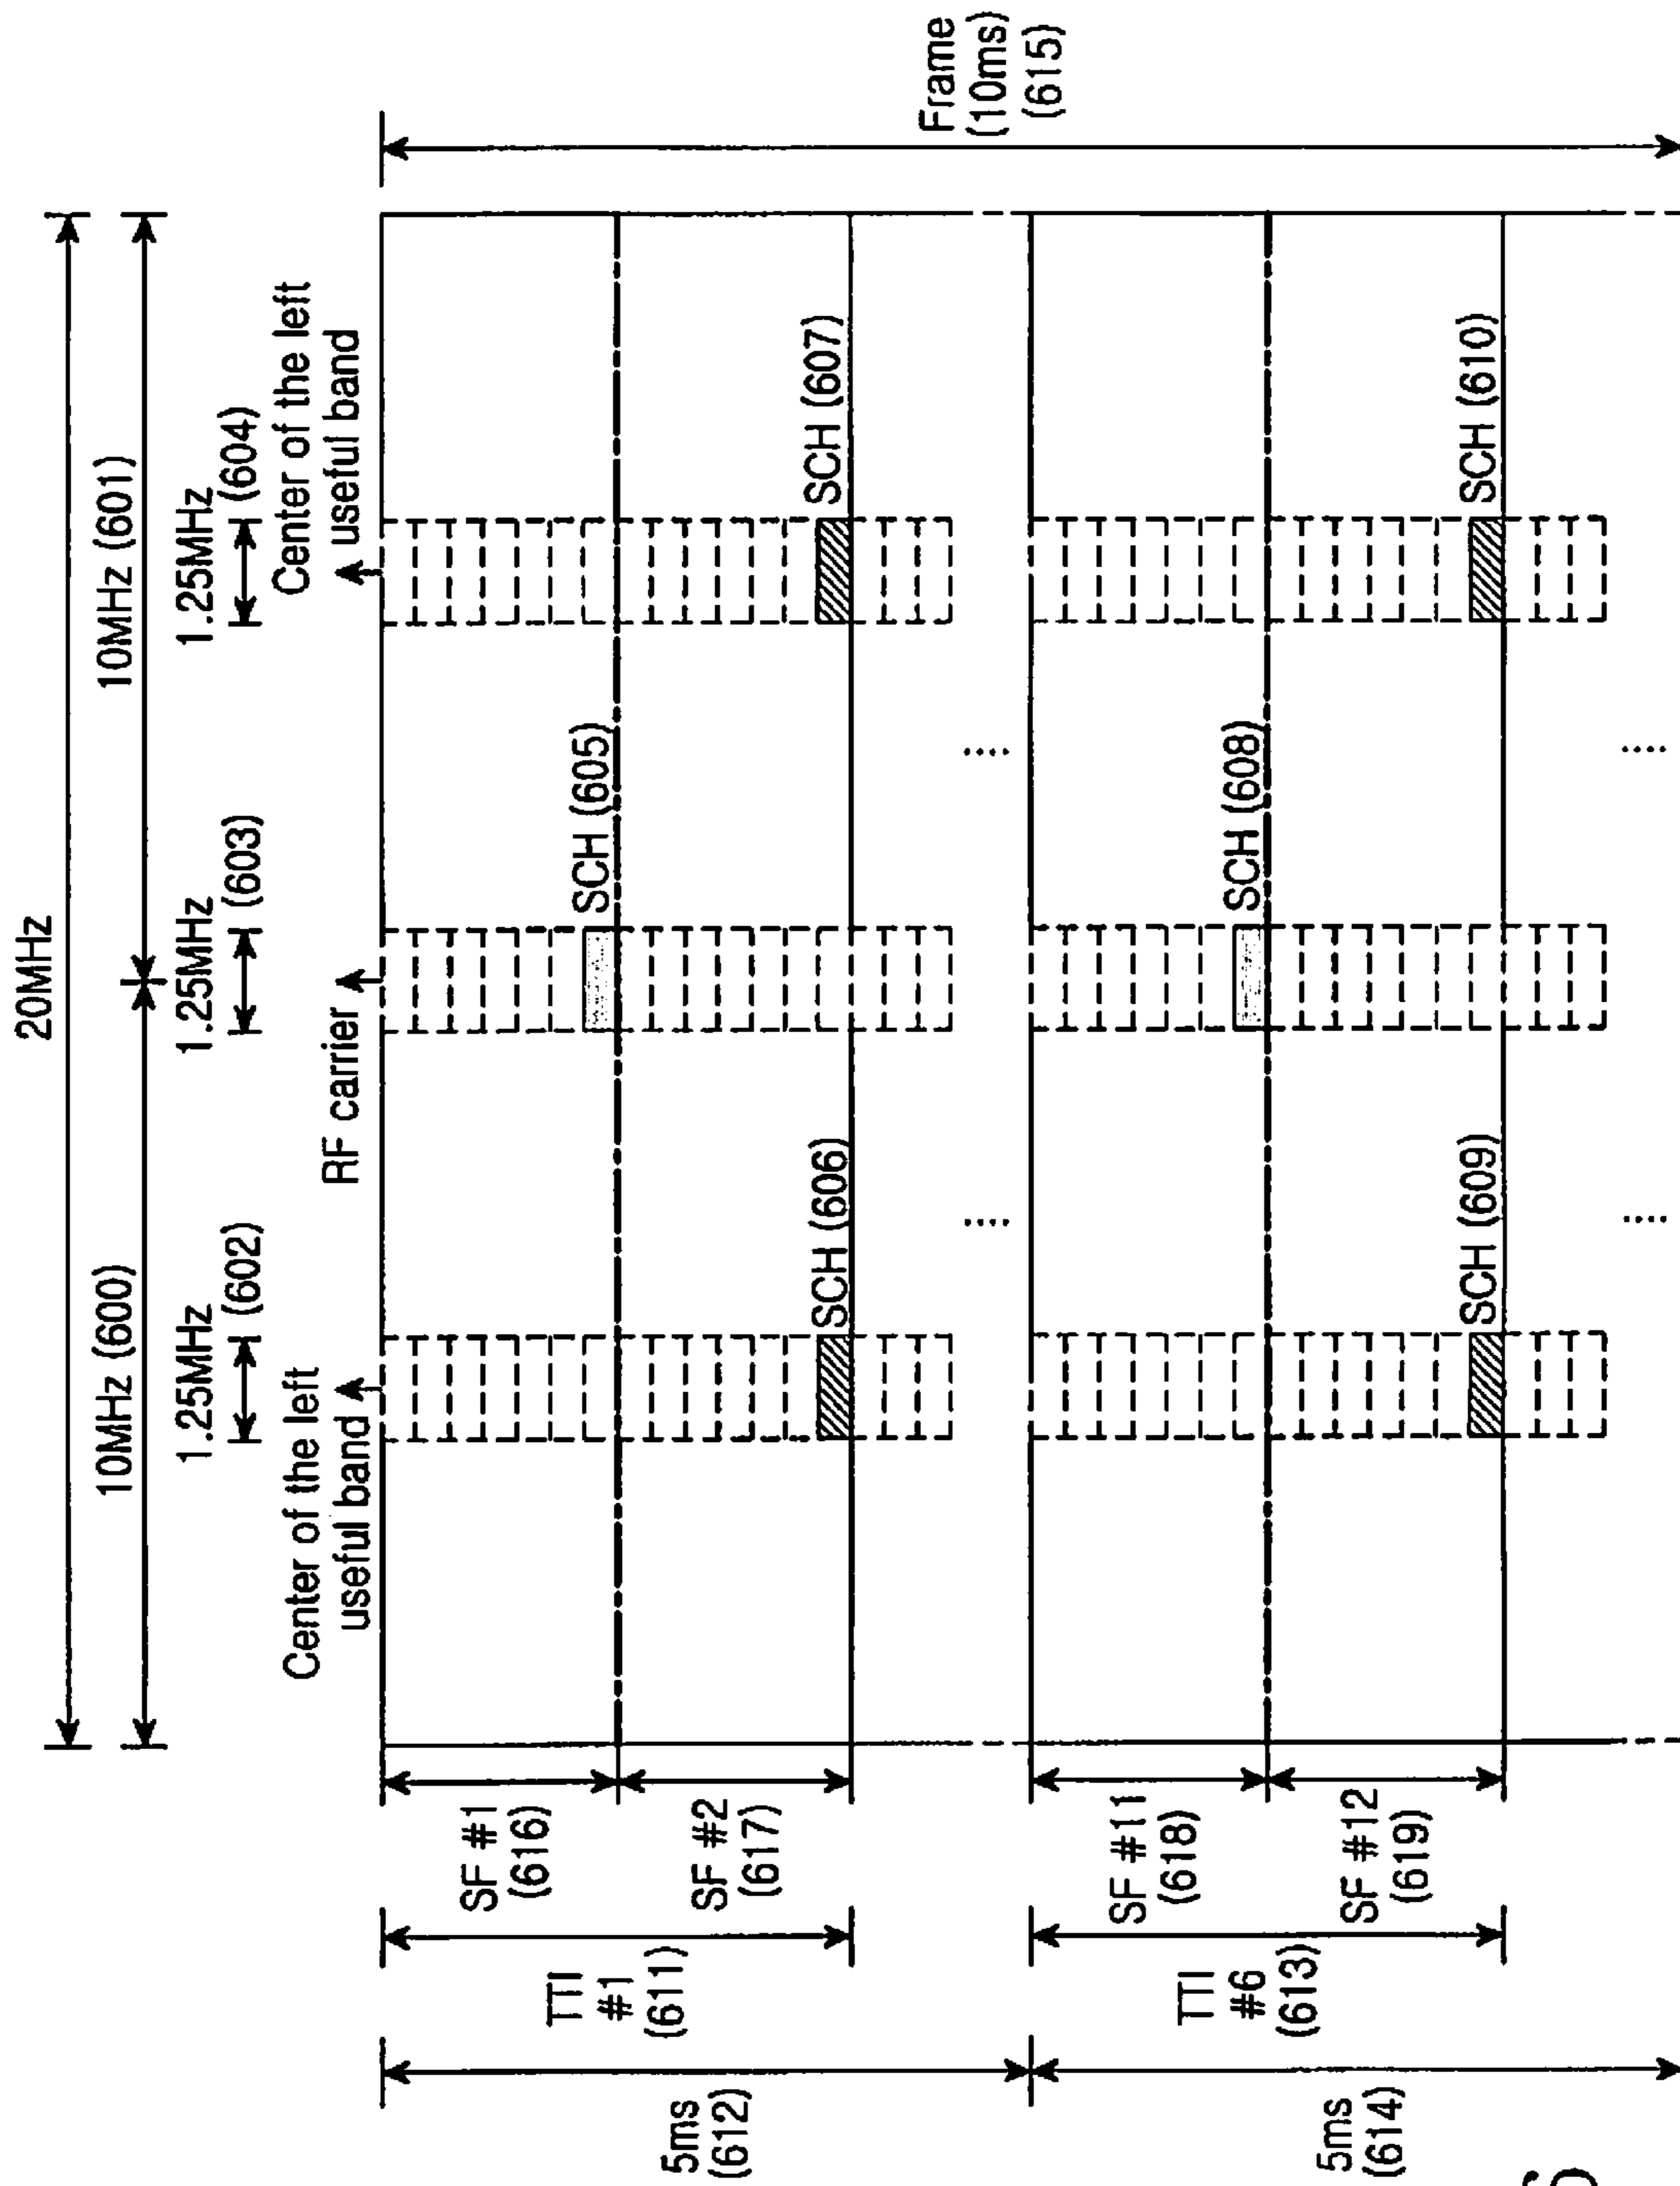 20MHz
10MHz (600)
10MHz (601)
1.25MHz
(602)
1.25MHz
(603)
1.25MHz
(604)
Center of the left
useful band
RF carrier
Center of the left
useful band
Frame
(10ms)
(615)
5ms
(612)
TTI
#1
(611)
SF #1
(616)
SCH (605)
SF #2
(617)
SCH (606)
SCH (607)
5ms
(614)
TTI
#6
(613)
SF #11
(618)
SCH (608)
SF #12
(619)
SCH (609)
SCH (610)